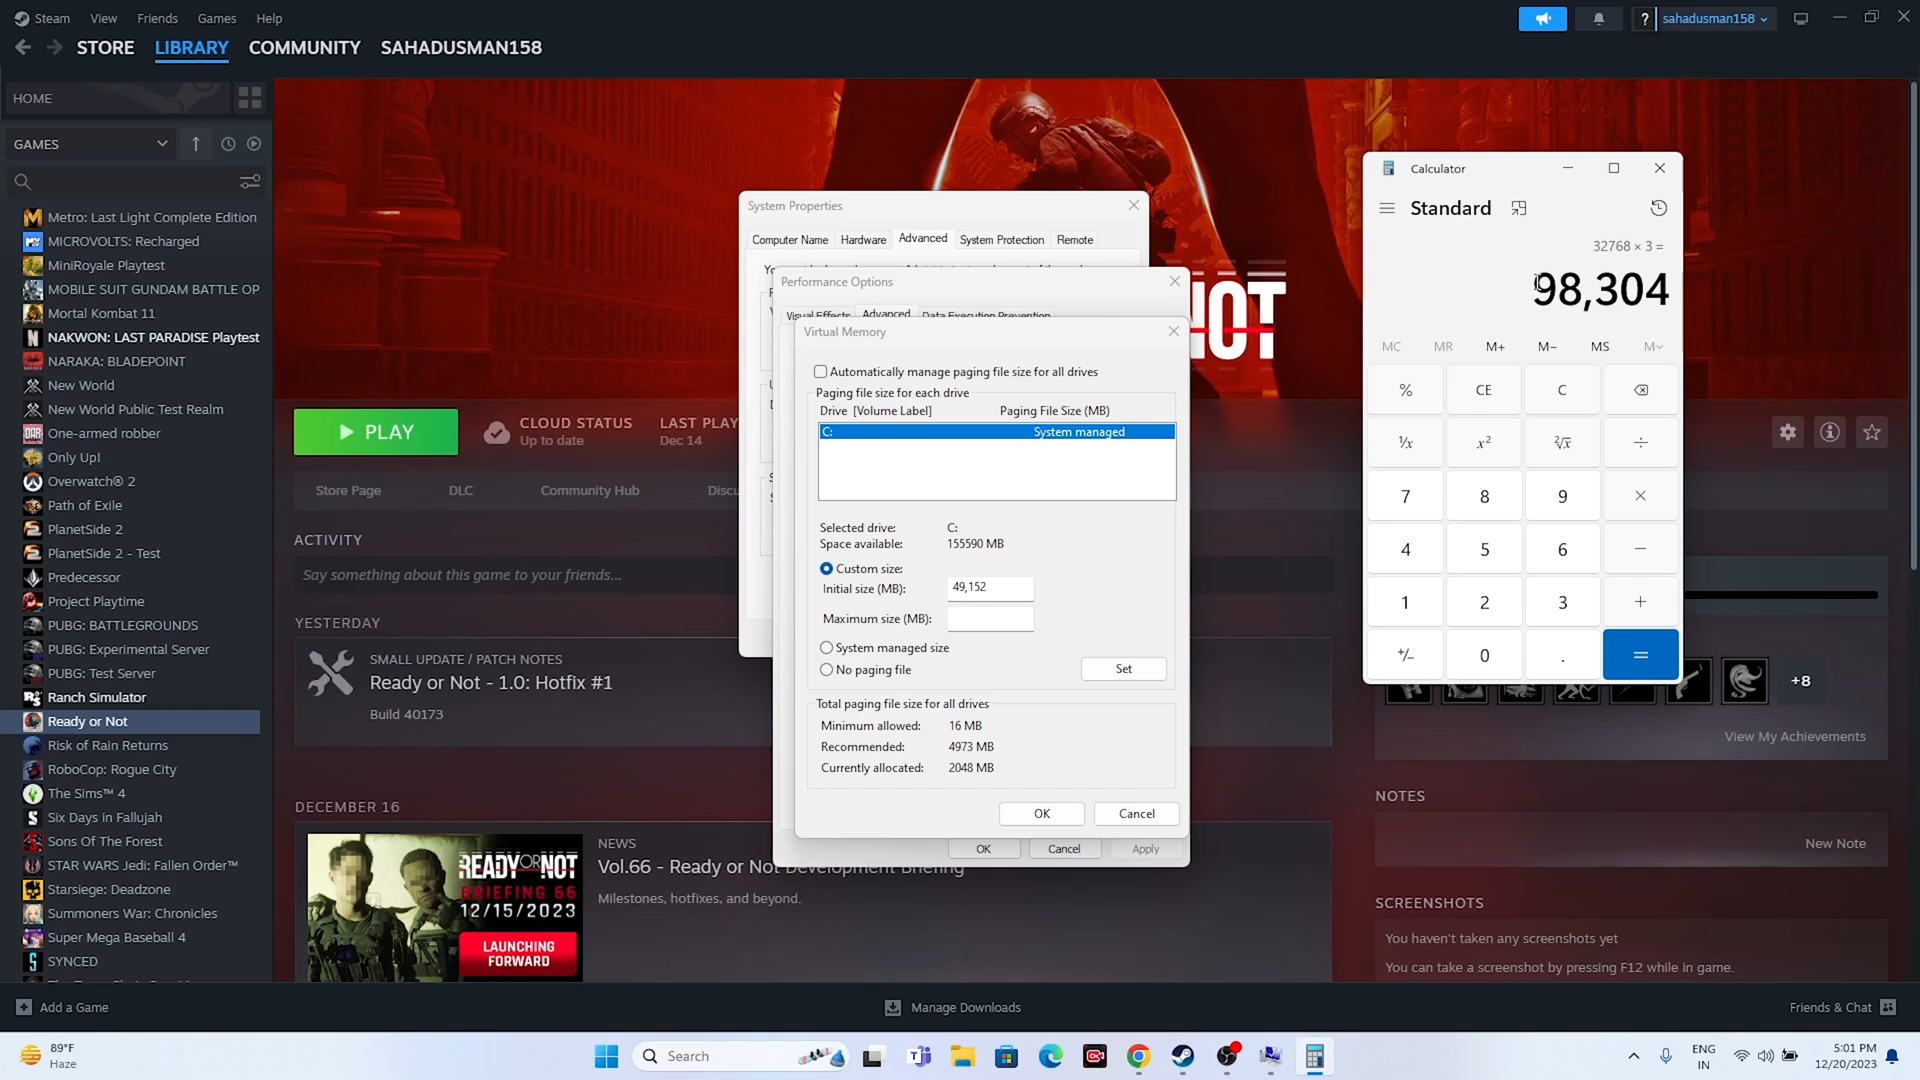 Steam
View
Friends
Games
Help
?
sahadusman158
STORE
LIBRARY
COMMUNITY
SAHADUSMAN158
HOME
GAMES
Metro: Last Light Complete Edition
MICROVOLTS: Recharged
MiniRoyale Playtest
MOBILE SUIT GUNDAM BATTLE OP
Mortal Kombat 11
NAKWON: LAST PARADISE Playtest
NARAKA: BLADEPOINT
New World
New World Public Test Realm
One-armed robber
Only Up!
Overwatch® 2
Path of Exile
PlanetSide 2
PlanetSide 2 - Test
Predecessor
Project Playtime
PUBG: BATTLEGROUNDS
PUBG: Experimental Server
PUBG: Test Server
Ranch Simulator
Ready or Not
Risk of Rain Returns
RoboCop: Rogue City
The Sims™ 4
Six Days in Fallujah
Sons Of The Forest
STAR WARS Jedi: Fallen Order™
Starsiege: Deadzone
Summoners War: Chronicles
Super Mega Baseball 4
SYNCED
Add a Game
NOT
PLAY
CLOUD STATUS
Up to date
LAST PLAY
Dec 14
Store Page
DLC
Community Hub
Discu
ACTIVITY
Say something about this game to your friends...
YESTERDAY
SMALL UPDATE / PATCH NOTES
Ready or Not - 1.0: Hotfix #1
Build 40173
DECEMBER 16
READY OR NOT
BRIEFING 66
12/15/2023
LAUNCHING
FORWARD
NEWS
Vol.66 - Ready or Not Development Briefing
Milestones, hotfixes, and beyond.
System Properties
Computer Name
Hardware
Advanced
System Protection
Remote
Performance Options
Visual Effects
Advanced
Data Execution Prevention
Virtual Memory
Automatically manage paging file size for all drives
Paging file size for each drive
Drive [Volume Label]
Paging File Size (MB)
C:
System managed
Selected drive:
C:
Space available:
155590 MB
Custom size:
Initial size (MB):
49,152
Maximum size (MB):
System managed size
No paging file
Set
Total paging file size for all drives
Minimum allowed:
16 MB
Recommended:
4973 MB
Currently allocated:
2048 MB
OK
Cancel
OK
Cancel
Apply
Calculator
Standard
32768 × 3 =
98,304
MC
MR
M+
M−
MS
M˅
%
CE
C
¹/x
x²
²√x
÷
7
8
9
×
4
5
6
−
1
2
3
+
+/−
0
.
=
+8
View My Achievements
NOTES
New Note
SCREENSHOTS
You haven't taken any screenshots yet
You can take a screenshot by pressing F12 while in game.
Manage Downloads
Friends & Chat
89°F
Haze
Search
ENG
IN
5:01 PM
12/20/2023